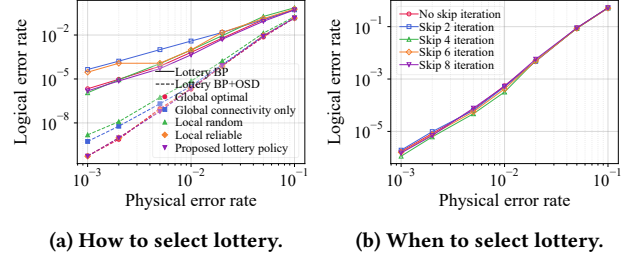 Logical error rate
10⁻²
10⁻⁵
10⁻⁸
Lottery BP
Lottery BP+OSD
Global optimal
Global connectivity only
Local random
Local reliable
Proposed lottery policy
10⁻³
10⁻²
10⁻¹
Physical error rate
(a) How to select lottery.
Logical error rate
10⁻¹
10⁻³
10⁻⁵
No skip iteration
Skip 2 iteration
Skip 4 iteration
Skip 6 iteration
Skip 8 iteration
10⁻³
10⁻²
10⁻¹
Physical error rate
(b) When to select lottery.